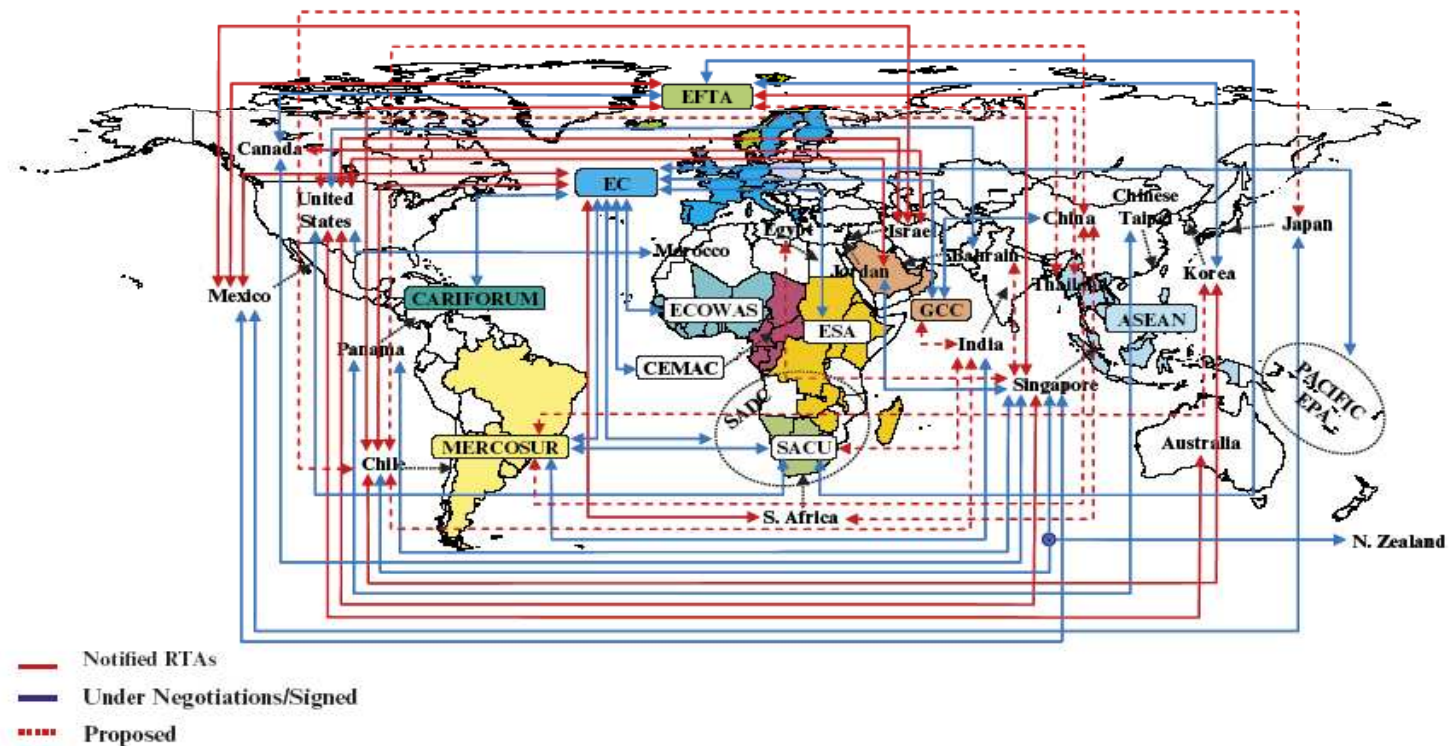 EFTA
Canada
EC
United
States
Chinese
Taipei
China
Egypt
Israel
Japan
Morocco
Bahrain
Jordan
Korea
Thailand
Mexico
CARIFORUM
ECOWAS
GCC
ASEAN
ESA
Panama
India
CEMAC
Singapore
PACIFIC
EPA
SADC
MERCOSUR
SACU
Australia
Chile
S. Africa
N. Zealand
Notified RTAs
Under Negotiations/Signed
Proposed